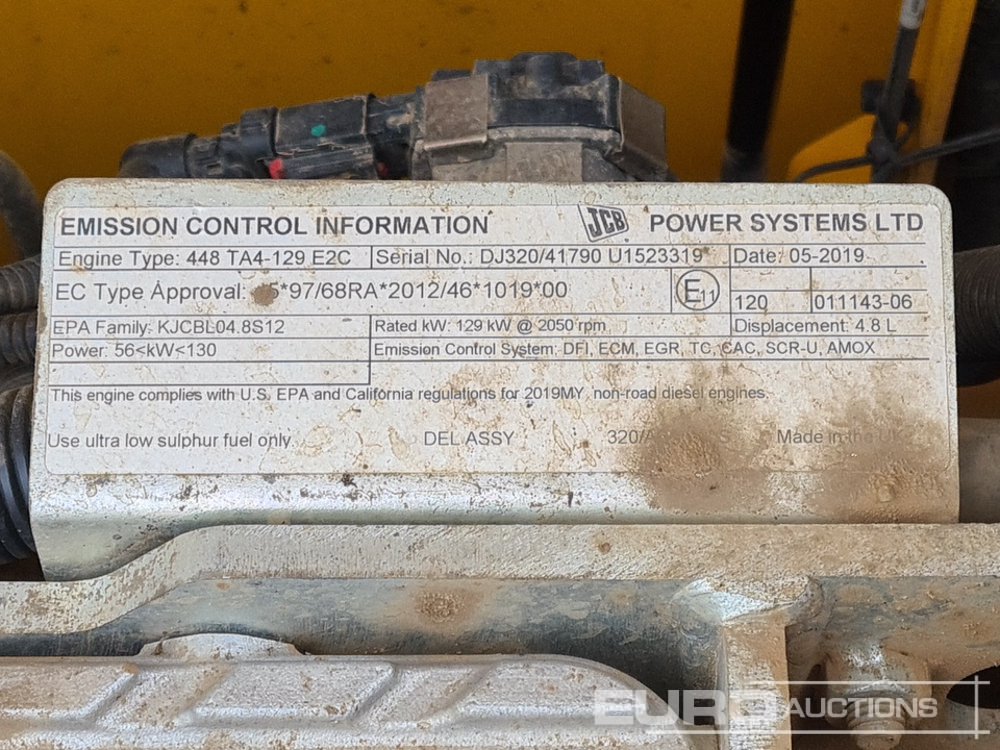 EMISSION CONTROL INFORMATION JCB POWER SYSTEMS LTD
Engine Type: 448 TA4-129 E2C Serial No.: DJ320/41790 U1523319* Date: 05-2019
EC Type Approval: *97/68RA*2012/46*1019*00 E11 120 011143-06
EPA Family: KJCBL04.8S12 Rated kW: 129 kW @ 2050 rpm Displacement: 4.8 L
Power: 56<kW<130 Emission Control System: DFI, ECM, EGR, TC, CAC, SCR-U, AMOX
This engine complies with U.S. EPA and California regulations for 2019MY, non-road diesel engines.
Use ultra low sulphur fuel only DEL ASSY Made in the
EURO AUCTIONS